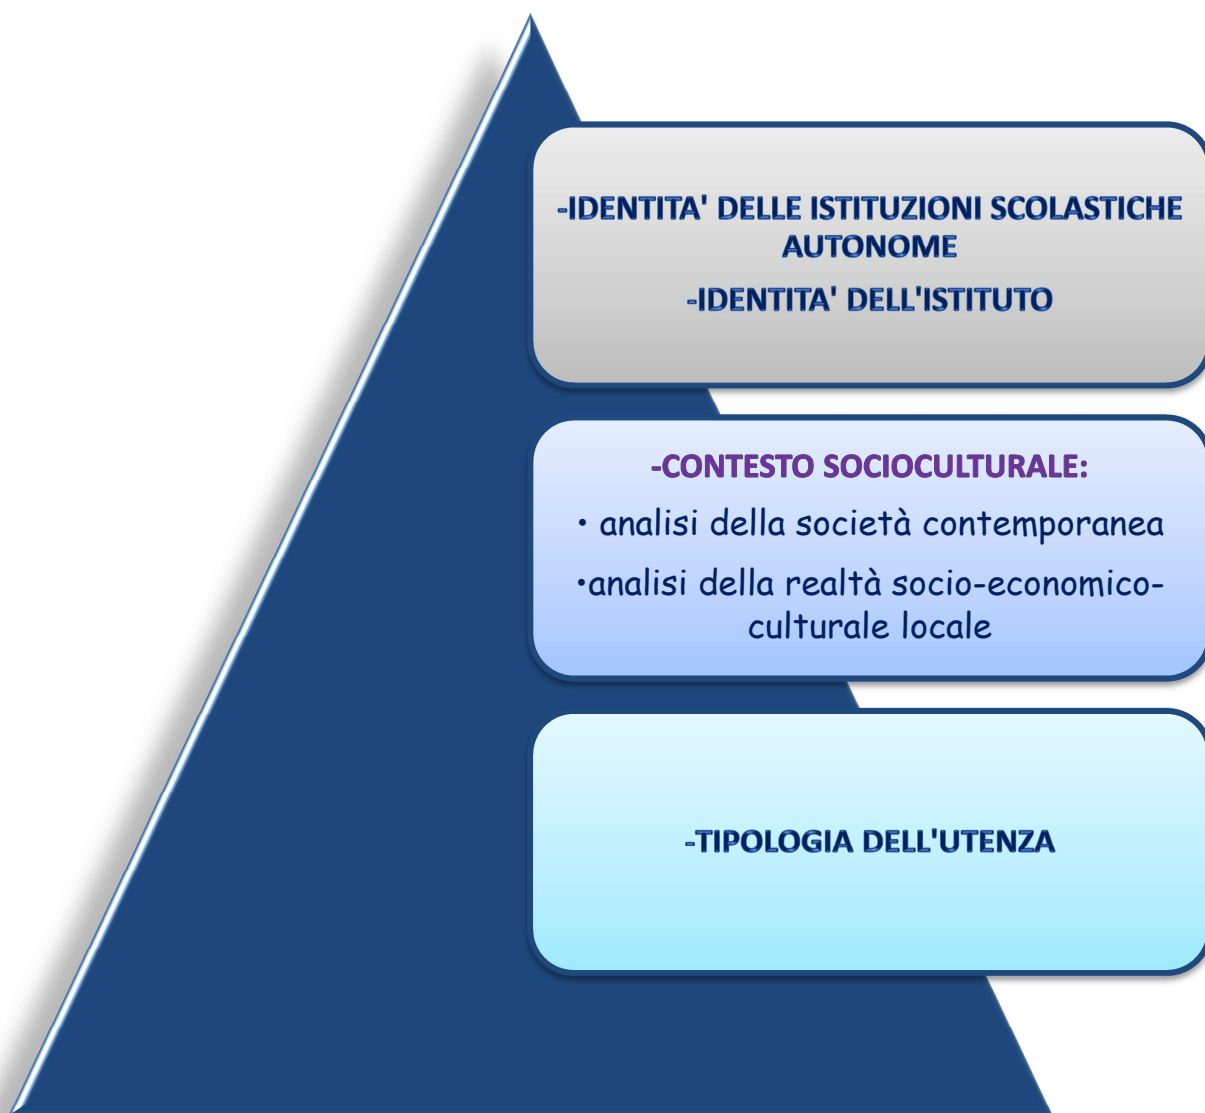 -IDENTITA' DELLE ISTITUZIONI SCOLASTICHE
AUTONOME
-IDENTITA' DELL'ISTITUTO
-CONTESTO SOCIOCULTURALE:
• analisi della società contemporanea
•analisi della realtà socio-economico-
culturale locale
-TIPOLOGIA DELL'UTENZA